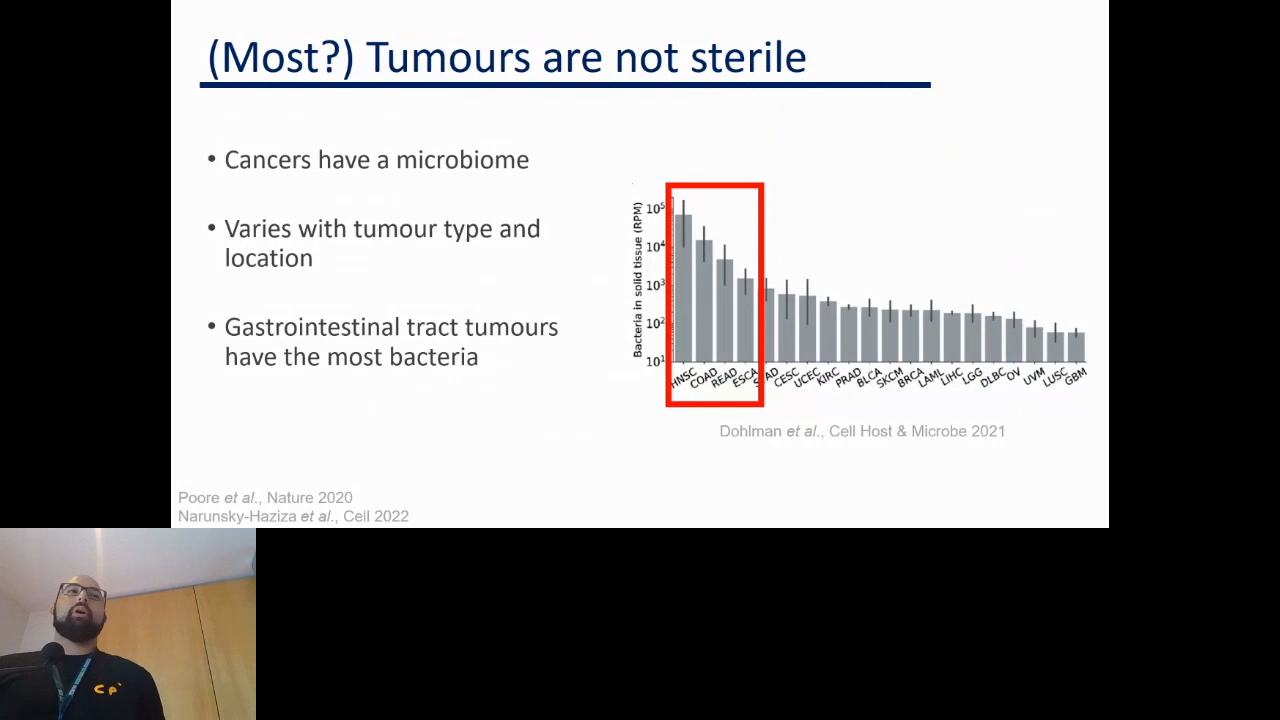 (Most?) Tumours are not sterile
• Cancers have a microbiome
• Varies with tumour type and
location
• Gastrointestinal tract tumours
have the most bacteria
Bacteria in solid tissue (RPM)
10⁵
10⁴
10³
10²
10¹
HNSC COAD READ ESCA STAD CESC UCEC KIRC PRAD BLCA SKCM BRCA LAML LIHC LGG DLBC OV UVM LUSC GBM
Dohlman et al., Cell Host & Microbe 2021
Poore et al., Nature 2020
Narunsky-Haziza et al., Cell 2022